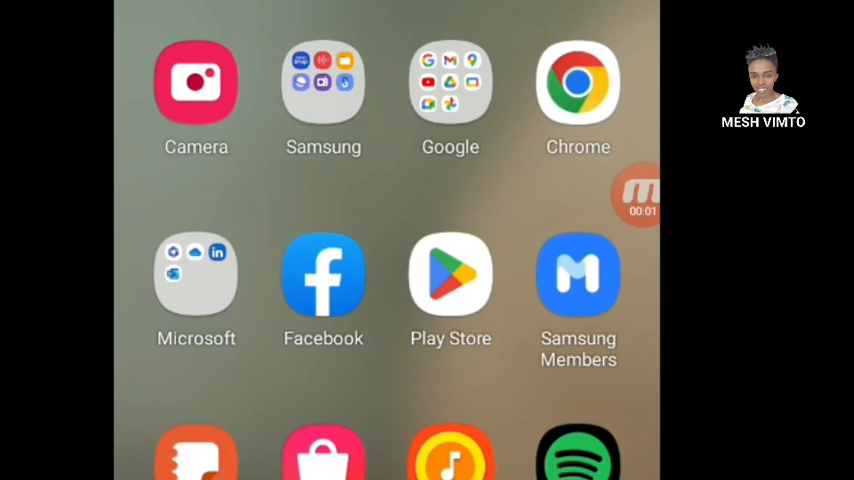 Camera
Samsung
Google
Chrome
MESH VIMTO
00:01
Microsoft
Facebook
Play Store
Samsung
Members